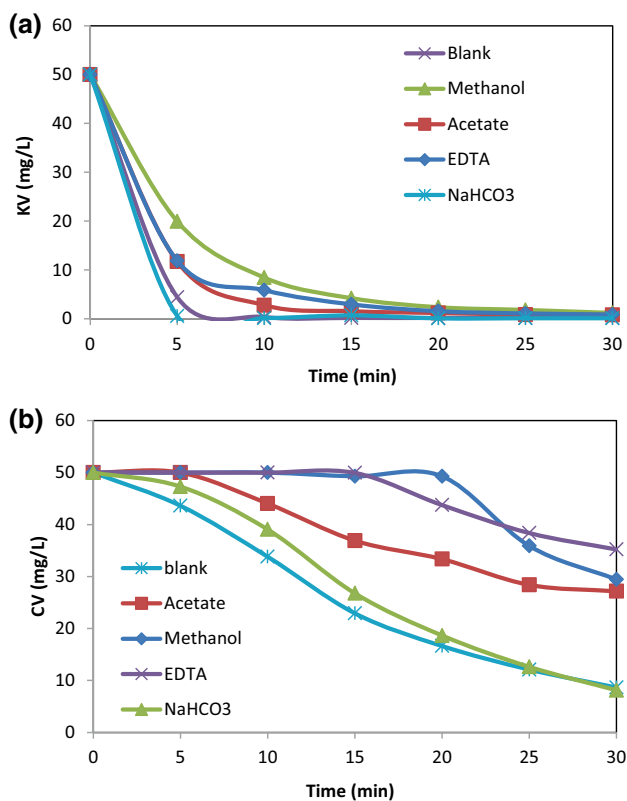 (a)
60
50
40
30
20
10
0
KV (mg/L)
Blank
Methanol
Acetate
EDTA
NaHCO3
0 5 10 15 20 25 30
Time (min)
(b)
60
50
40
30
20
10
0
CV (mg/L)
blank
Acetate
Methanol
EDTA
NaHCO3
0 5 10 15 20 25 30
Time (min)